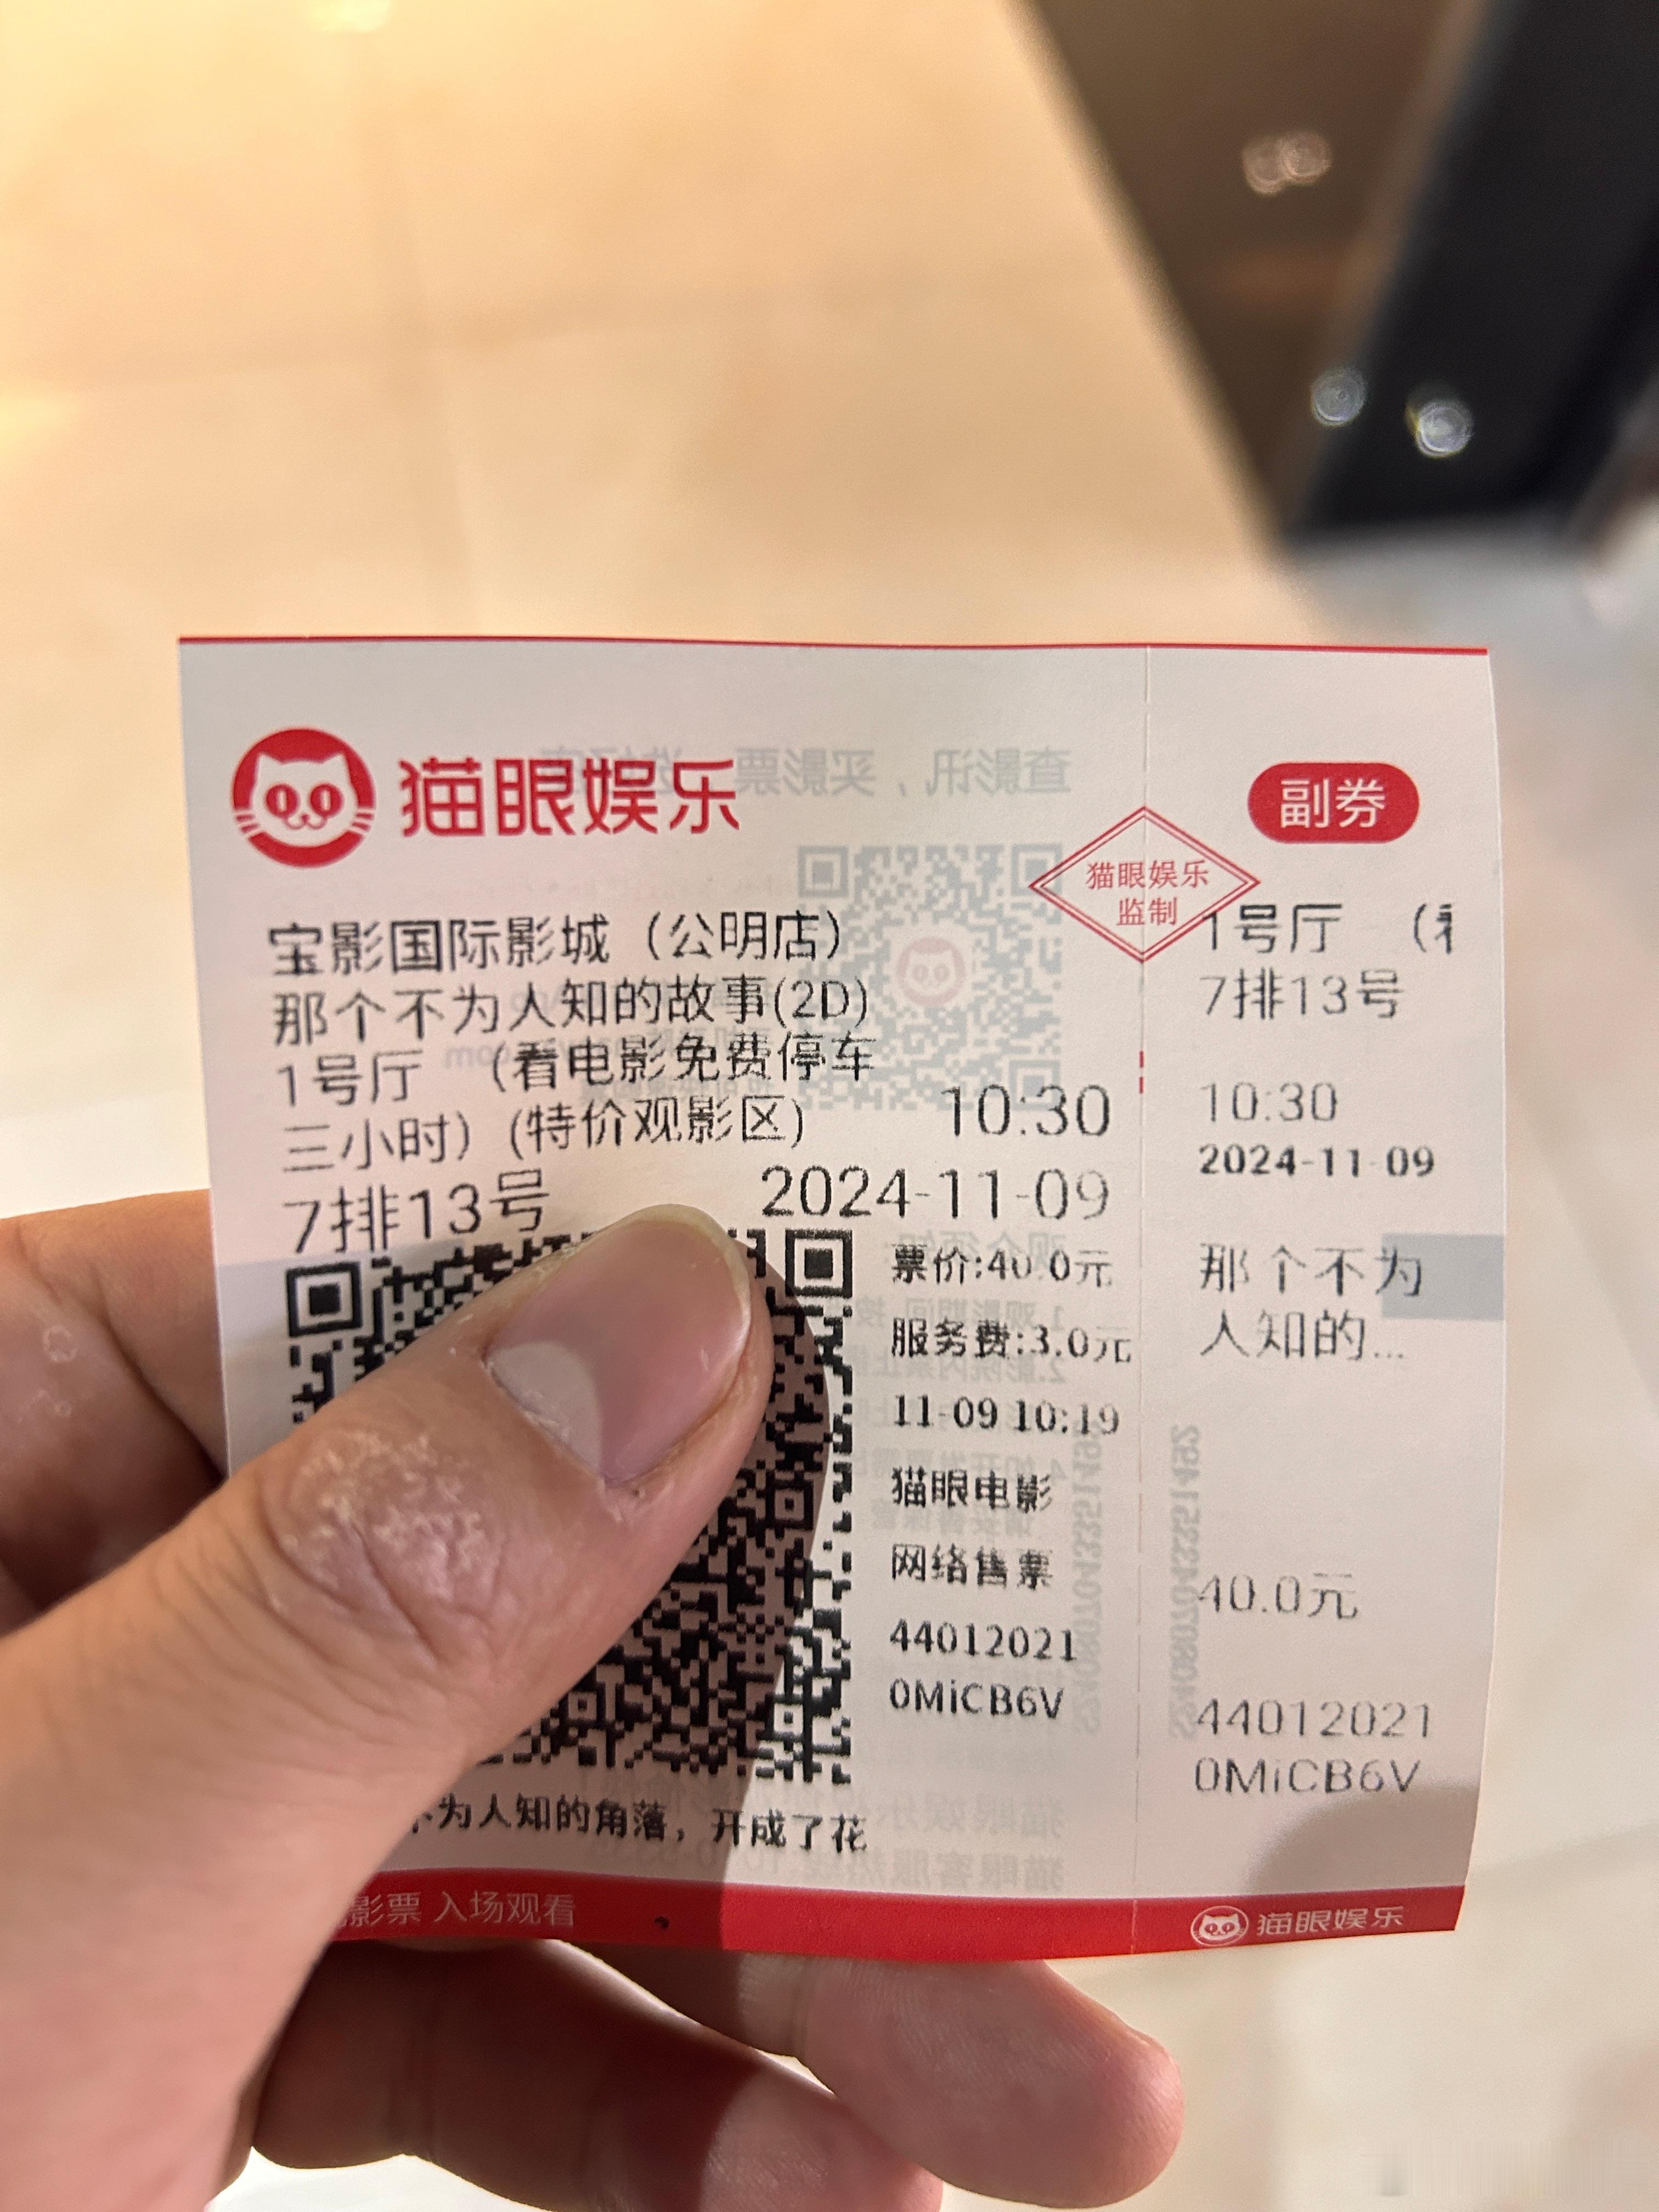 猫眼娱乐
副券
猫眼娱乐
监制
宝影国际影城（公明店）
那个不为人知的故事(2D)
1号厅 （看电影免费停车
三小时）(特价观影区)
7排13号
10:30
2024-11-09
票价:40.0元
服务费:3.0元
11-09 10:19
猫眼电影
网络售票
44012021
0MiCB6V
为人知的角落，开成了花
影票 入场观看
1号厅 （
7排13号
10:30
2024-11-09
那个不为
人知的...
40.0元
44012021
0MiCB6V
猫眼娱乐